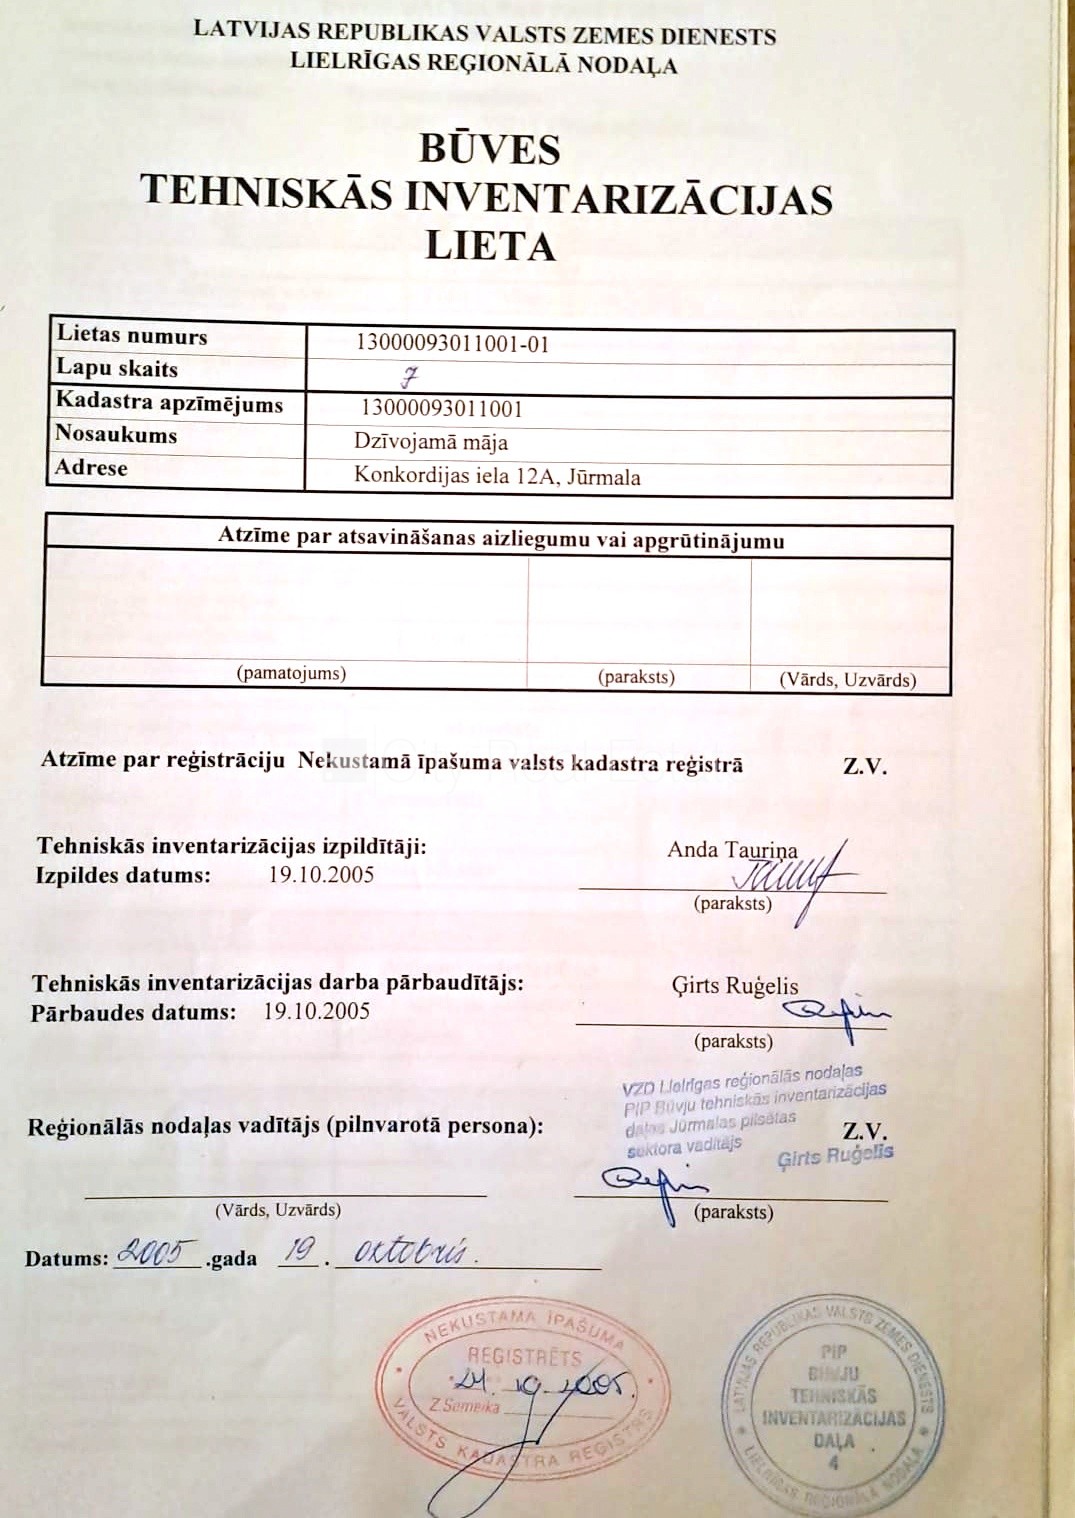 LATVIJAS REPUBLIKAS VALSTS ZEMES DIENESTS
LIELRĪGAS REĢIONĀLĀ NODAĻA
BŪVES
TEHNISKĀS INVENTARIZĀCIJAS
LIETA
Lietas numurs 13000093011001-01
Lapu skaits 7
Kadastra apzīmējums 13000093011001
Nosaukums Dzīvojamā māja
Adrese Konkordijas iela 12A, Jūrmala
Atzīme par atsavināšanas aizliegumu vai apgrūtinājumu
(pamatojums) (paraksts) (Vārds, Uzvārds)
Atzīme par reģistrāciju Nekustamā īpašuma valsts kadastra reģistrā Z.V.
Tehniskās inventarizācijas izpildītāji: Anda Tauriņa
Izpildes datums: 19.10.2005
(paraksts)
Tehniskās inventarizācijas darba pārbaudītājs: Ģirts Ruģelis
Pārbaudes datums: 19.10.2005
(paraksts)
VZD Lielrīgas reģionālās nodaļas
PIP Būvju tehniskās inventarizācijas
daļas Jūrmalas pilsētas
sektora vadītājs
Ģirts Ruģelis
Reģionālās nodaļas vadītājs (pilnvarotā persona): Z.V.
(Vārds, Uzvārds) (paraksts)
Datums: 2005 .gada 19 . oktobris.
NEKUSTAMA ĪPAŠUMA
REĢISTRĒTS
24. 10. 2005.
Z.Semeika
VALSTS KADASTRA REĢISTRS
LATVIJAS REPUBLIKAS VALSTS ZEMES DIENESTS
PIP
BŪVJU
TEHNISKĀS
INVENTARIZĀCIJAS
DAĻA
4
LIELRĪGAS REĢIONĀLĀ NODAĻA